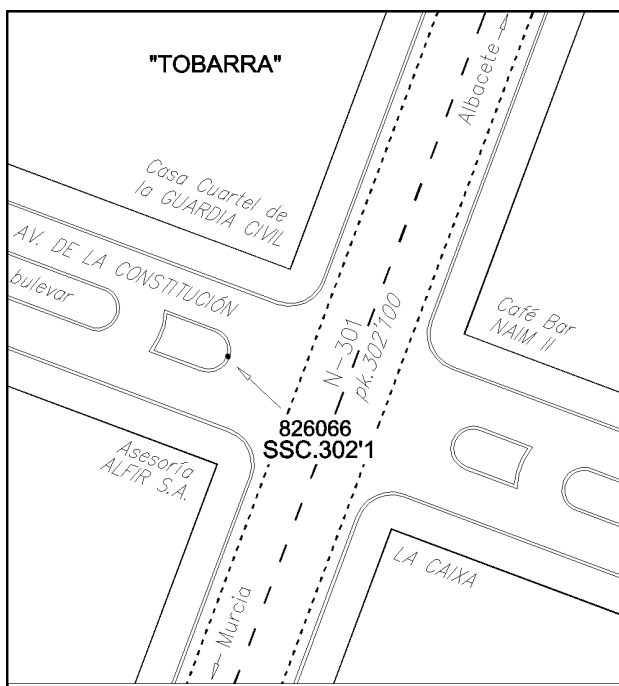 "TOBARRA"
Albacete
Casa Cuartel de
la GUARDIA CIVIL
AV. DE LA CONSTITUCIÓN
bulevar
N-301
pk.302'100
Café Bar
NAIM II
826066
SSC.302'1
Asesoría
ALFIR S.A.
LA CAIXA
Murcia